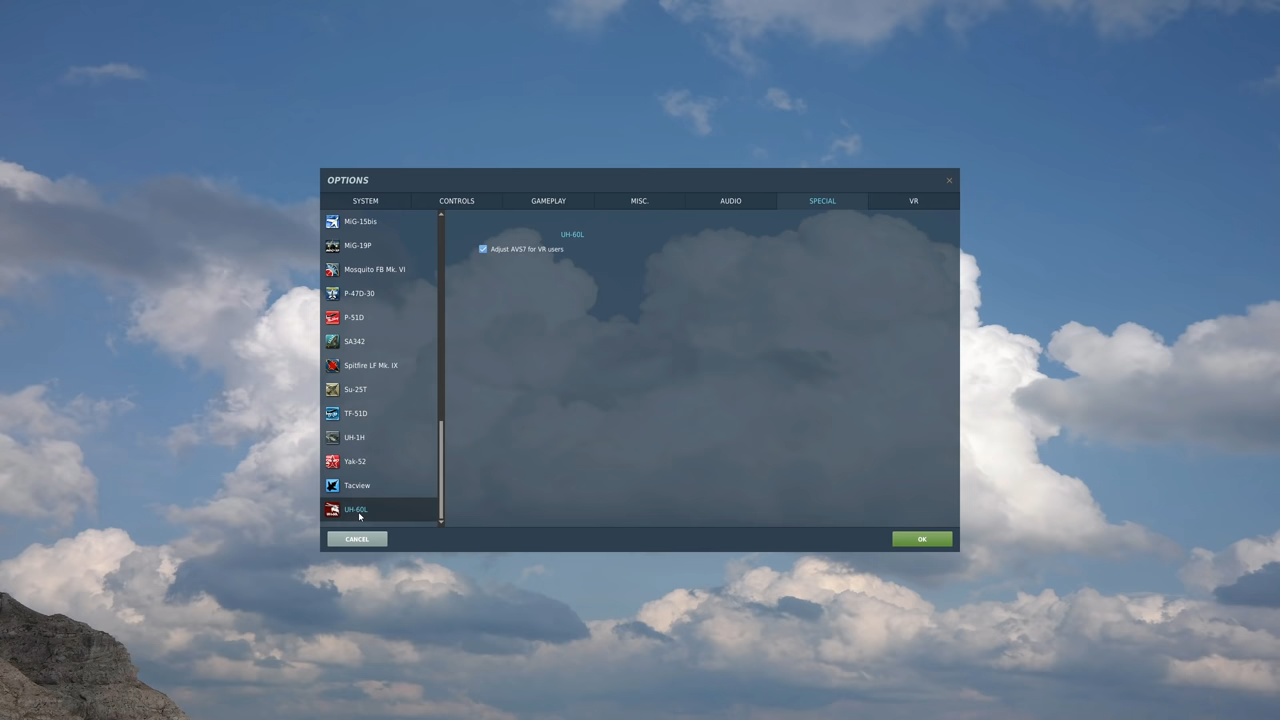 OPTIONS
SYSTEM CONTROLS GAMEPLAY MISC. AUDIO SPECIAL VR
MiG-15bis
MiG-19P
Mosquito FB Mk. VI
P-47D-30
P-51D
SA342
Spitfire LF Mk. IX
Su-25T
TF-51D
UH-1H
Yak-52
Tacview
UH-60L
UH-60L
Adjust AVS7 for VR users
CANCEL
OK